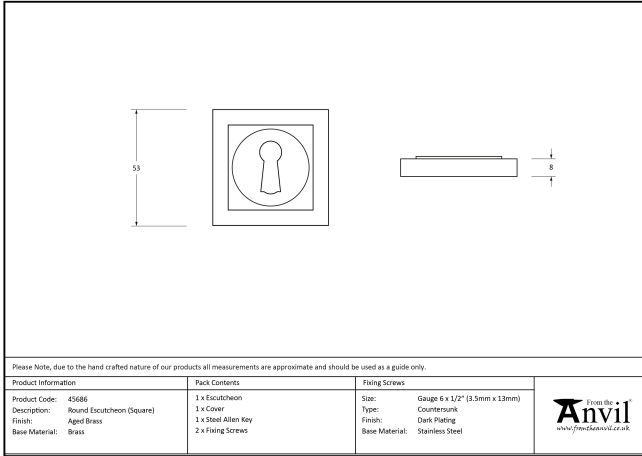 53
8
Please Note, due to the hand crafted nature of our products all measurements are approximate and should be used as a guide only.
Product Information
Product Code: 45686
Description: Round Escutcheon (Square)
Finish: Aged Brass
Base Material: Brass
Pack Contents
1 x Escutcheon
1 x Cover
1 x Steel Allen Key
2 x Fixing Screws
Fixing Screws
Size: Gauge 6 x 1/2" (3.5mm x 13mm)
Type: Countersunk
Finish: Dark Plating
Base Material: Stainless Steel
From the
Anvil®
www.fromtheanvil.co.uk